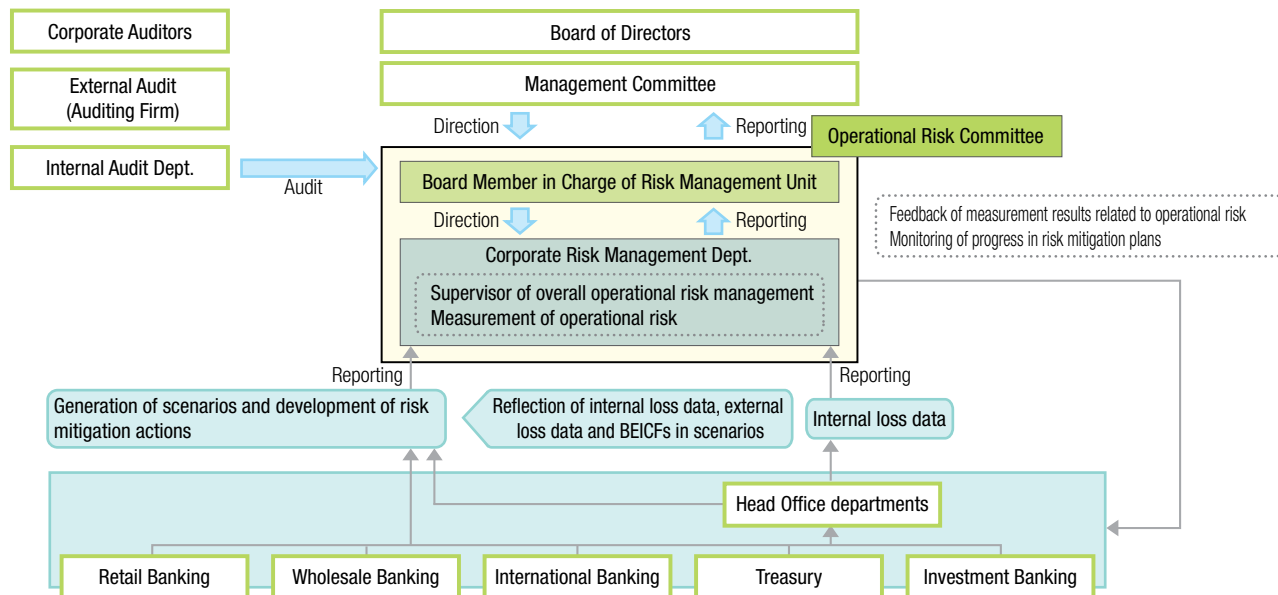 Corporate Auditors
Board of Directors
External Audit
(Auditing Firm)
Management Committee
Direction
Reporting
Operational Risk Committee
Internal Audit Dept.
Audit
Board Member in Charge of Risk Management Unit
Direction
Reporting
Feedback of measurement results related to operational risk
Monitoring of progress in risk mitigation plans
Corporate Risk Management Dept.
Supervisor of overall operational risk management
Measurement of operational risk
Reporting
Reporting
Generation of scenarios and development of risk
mitigation actions
Reflection of internal loss data, external
loss data and BEICFs in scenarios
Internal loss data
Head Office departments
Retail Banking
Wholesale Banking
International Banking
Treasury
Investment Banking